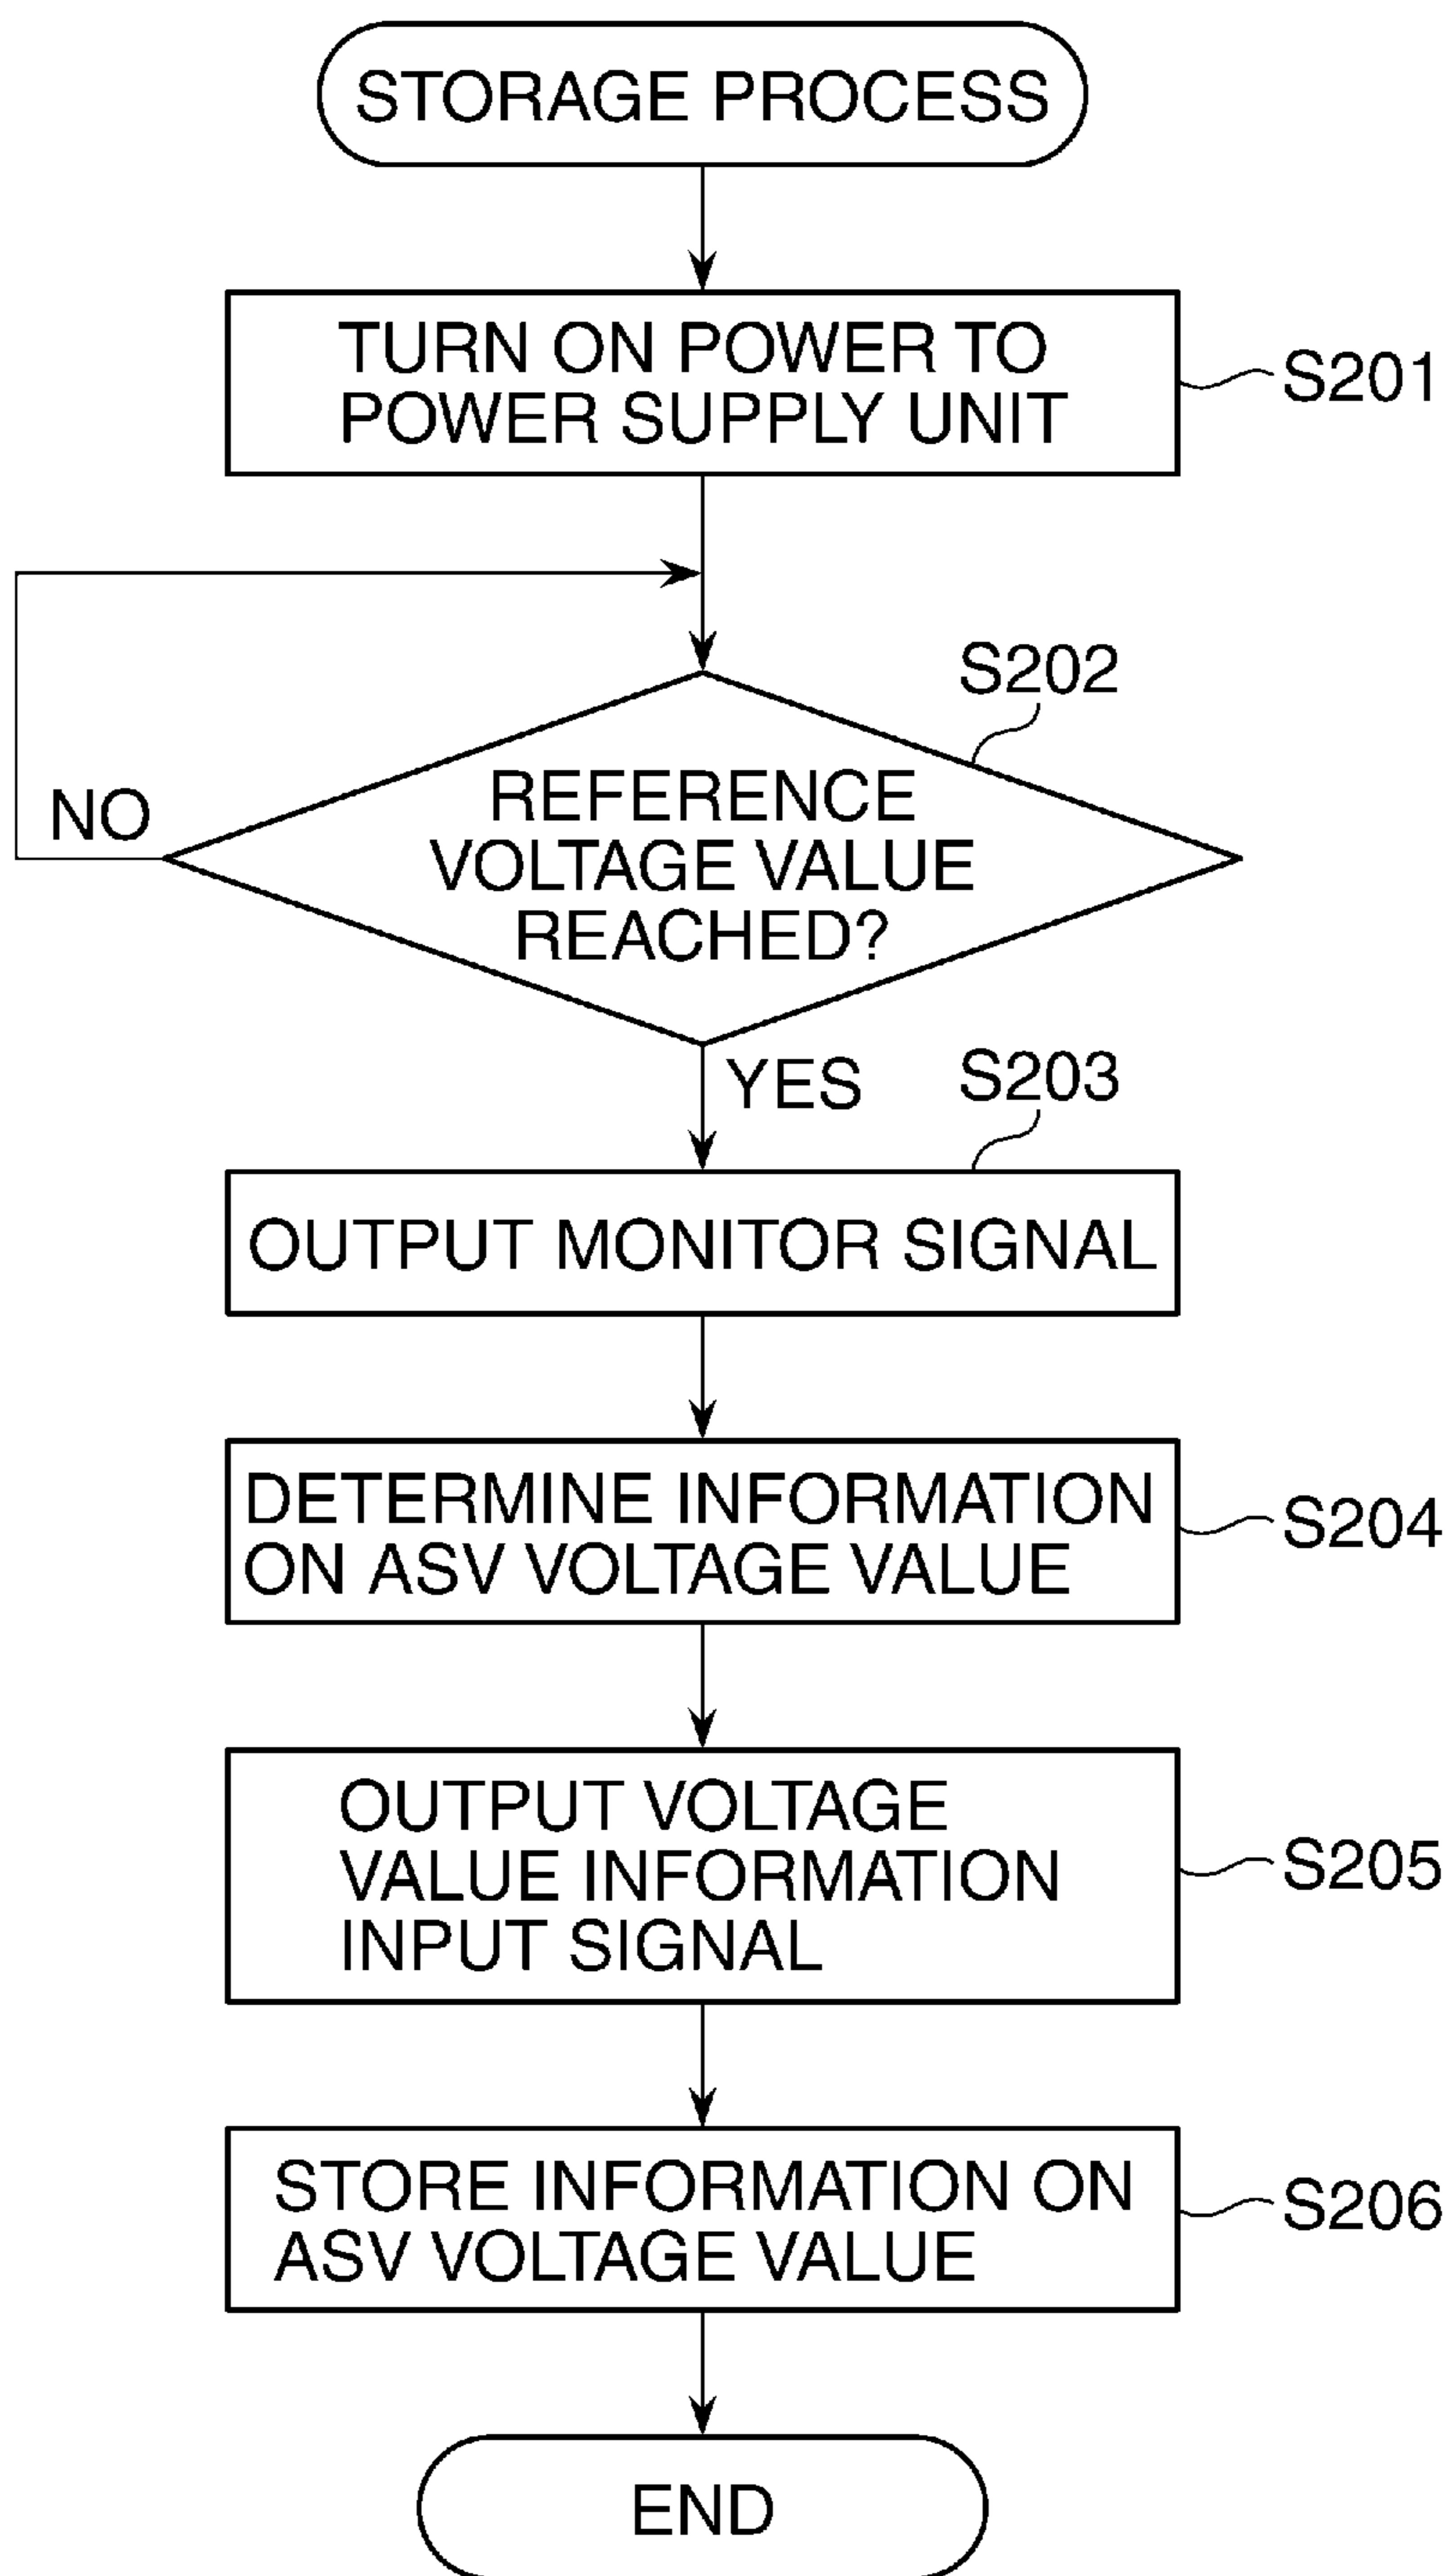 STORAGE PROCESS
TURN ON POWER TO
POWER SUPPLY UNIT
S201
S202
REFERENCE
VOLTAGE VALUE
REACHED?
NO
YES
S203
OUTPUT MONITOR SIGNAL
DETERMINE INFORMATION
ON ASV VOLTAGE VALUE
S204
OUTPUT VOLTAGE
VALUE INFORMATION
INPUT SIGNAL
S205
STORE INFORMATION ON
ASV VOLTAGE VALUE
S206
END